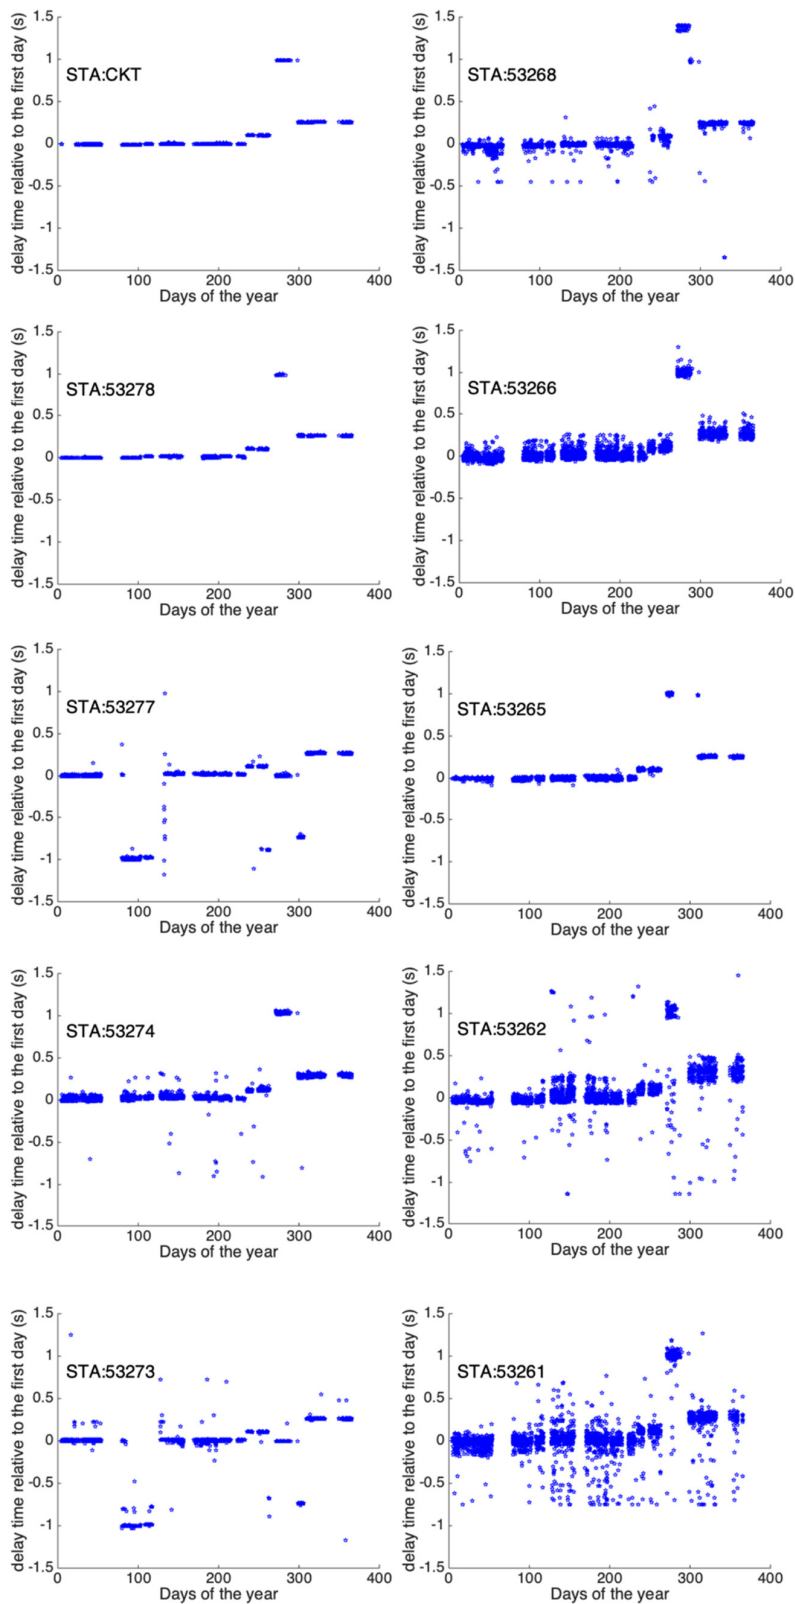 delay time relative to the first day (s)
1.5
1
0.5
0
-0.5
-1
-1.5
STA:CKT
0 100 200 300 400
Days of the year
delay time relative to the first day (s)
1.5
1
0.5
0
-0.5
-1
-1.5
STA:53268
0 100 200 300 400
Days of the year
delay time relative to the first day (s)
1.5
1
0.5
0
-0.5
-1
-1.5
STA:53278
0 100 200 300 400
Days of the year
delay time relative to the first day (s)
1.5
1
0.5
0
-0.5
-1
-1.5
STA:53266
0 100 200 300 400
Days of the year
delay time relative to the first day (s)
1.5
1
0.5
0
-0.5
-1
-1.5
STA:53277
0 100 200 300 400
Days of the year
delay time relative to the first day (s)
1.5
1
0.5
0
-0.5
-1
-1.5
STA:53265
0 100 200 300 400
Days of the year
delay time relative to the first day (s)
1.5
1
0.5
0
-0.5
-1
-1.5
STA:53274
0 100 200 300 400
Days of the year
delay time relative to the first day (s)
1.5
1
0.5
0
-0.5
-1
-1.5
STA:53262
0 100 200 300 400
Days of the year
delay time relative to the first day (s)
1.5
1
0.5
0
-0.5
-1
-1.5
STA:53273
0 100 200 300 400
Days of the year
delay time relative to the first day (s)
1.5
1
0.5
0
-0.5
-1
-1.5
STA:53261
0 100 200 300 400
Days of the year